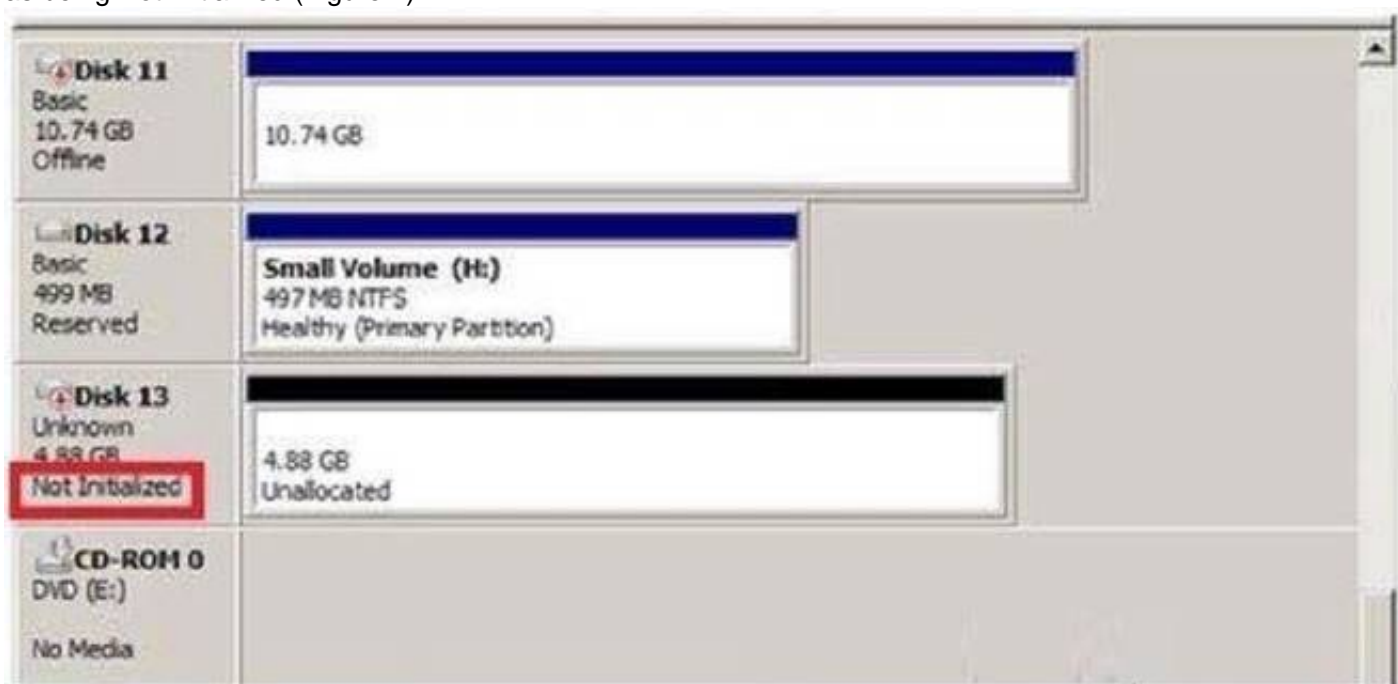 Disk 11
Basic
10.74 GB
Offline
10.74 GB
Disk 12
Basic
499 MB
Reserved
Small Volume (H:)
497 MB NTFS
Healthy (Primary Partition)
Disk 13
Unknown
4.88 GB
Not Initialized
4.88 GB
Unallocated
CD-ROM 0
DVD (E:)
No Media